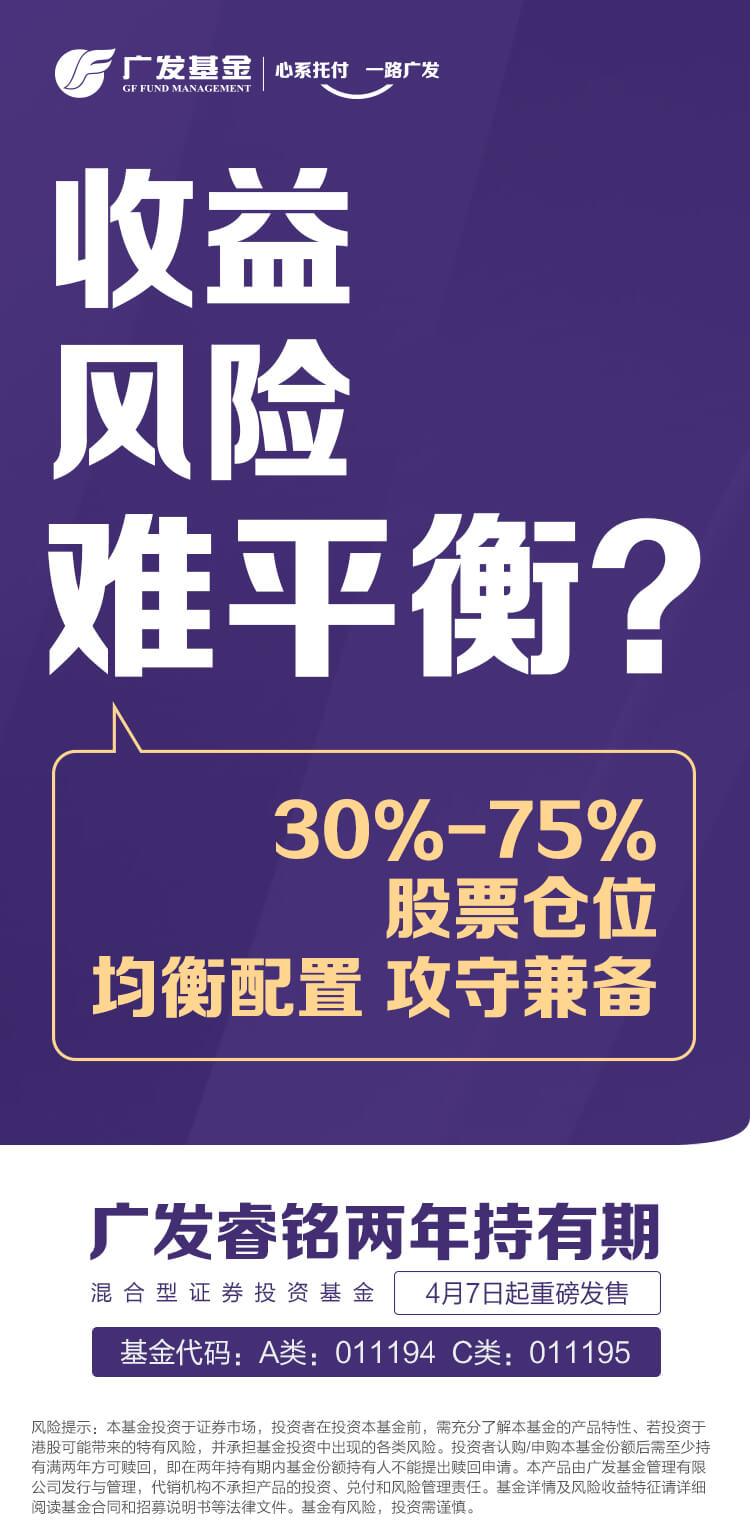 广发基金 心系托付 一路广发
GF FUND MANAGEMENT
收益
风险
难平衡?
30%-75%
股票仓位
均衡配置 攻守兼备
广发睿铭两年持有期
混合型证券投资基金 4月7日起重磅发售
基金代码：A类：011194 C类：011195
风险提示：本基金投资于证券市场，投资者在投资本基金前，需充分了解本基金的产品特性、若投资于
港股可能带来的特有风险，并承担基金投资中出现的各类风险。投资者认购/申购本基金份额后需至少持
有满两年方可赎回，即在两年持有期内基金份额持有人不能提出赎回申请。本产品由广发基金管理有限
公司发行与管理，代销机构不承担产品的投资、兑付和风险管理责任。基金详情及风险收益特征请详细
阅读基金合同和招募说明书等法律文件。基金有风险，投资需谨慎。